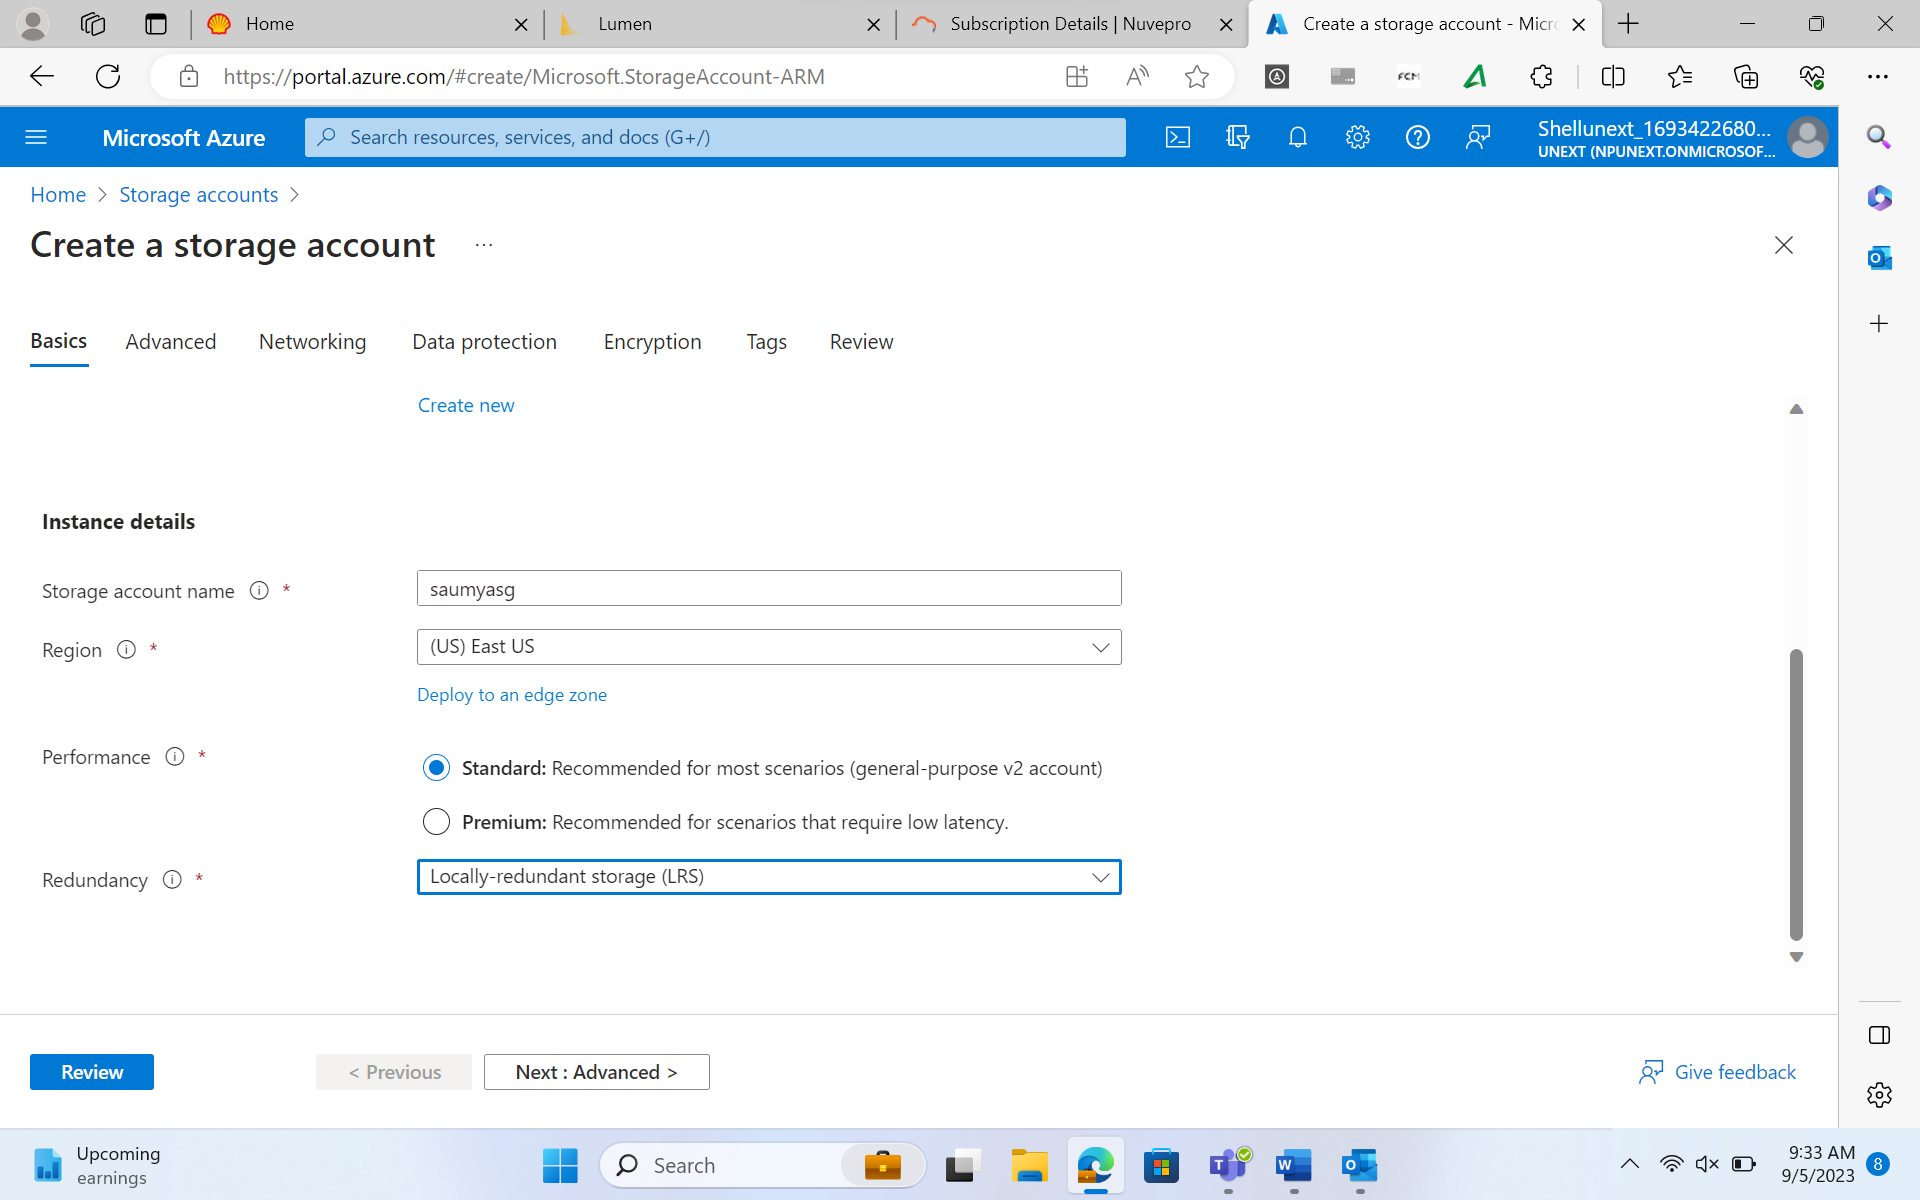 Home
Lumen
Subscription Details | Nuvepro
Create a storage account - Micr
https://portal.azure.com/#create/Microsoft.StorageAccount-ARM
FCM
Microsoft Azure
Search resources, services, and docs (G+/)
Shellunext_1693422680...
UNEXT (NPUNEXT.ONMICROSOF...
Home
Storage accounts
Create a storage account
Basics
Advanced
Networking
Data protection
Encryption
Tags
Review
Create new
Instance details
Storage account name *
saumyasg
Region *
(US) East US
Deploy to an edge zone
Performance *
Standard: Recommended for most scenarios (general-purpose v2 account)
Premium: Recommended for scenarios that require low latency.
Redundancy *
Locally-redundant storage (LRS)
Review
< Previous
Next : Advanced >
Give feedback
Upcoming
earnings
Search
9:33 AM
9/5/2023
8